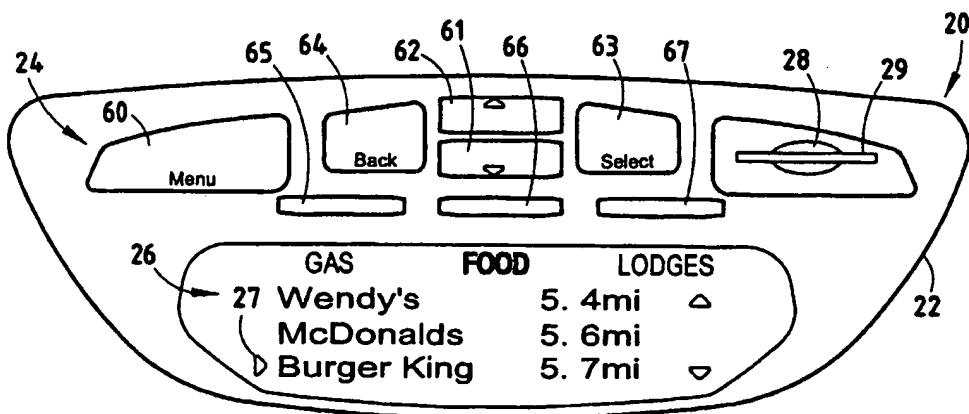 61
64 62 66 67 20
65 28
24 63 29
60
Back Select
Menu
26 GAS FOOD LODGES
27 Wendy's 5. 4mi
McDonalds 5. 6mi
Burger King 5. 7mi
22